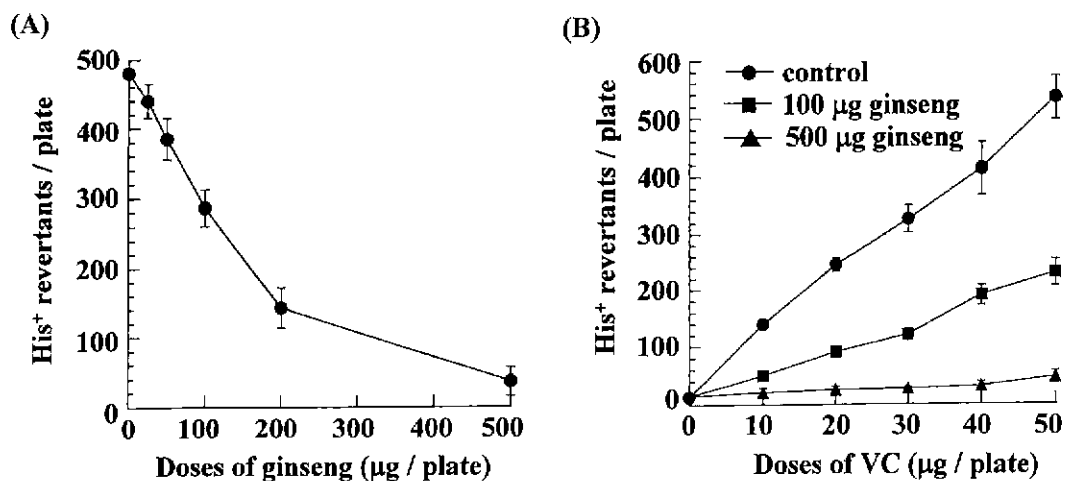 (A)
500
400
300
200
100
0
His⁺ revertants / plate
0 100 200 300 400 500
Doses of ginseng (μg / plate)
(B)
600
500
400
300
200
100
0
His⁺ revertants / plate
control
100 μg ginseng
500 μg ginseng
0 10 20 30 40 50
Doses of VC (μg / plate)